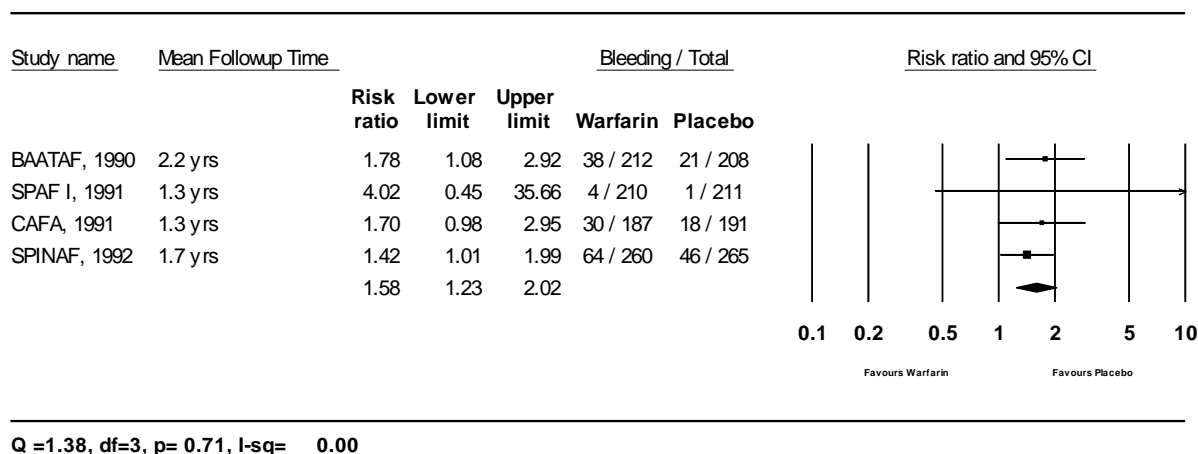 Study name Mean Followup Time Bleeding / Total Risk ratio and 95% CI
Risk Lower Upper
ratio limit limit Warfarin Placebo
BAATAF, 1990 2.2 yrs 1.78 1.08 2.92 38 / 212 21 / 208
SPAF I, 1991 1.3 yrs 4.02 0.45 35.66 4 / 210 1 / 211
CAFA, 1991 1.3 yrs 1.70 0.98 2.95 30 / 187 18 / 191
SPINAF, 1992 1.7 yrs 1.42 1.01 1.99 64 / 260 46 / 265
1.58 1.23 2.02
0.1 0.2 0.5 1 2 5 10
Favours Warfarin Favours Placebo
Q =1.38, df=3, p= 0.71, I-sq= 0.00